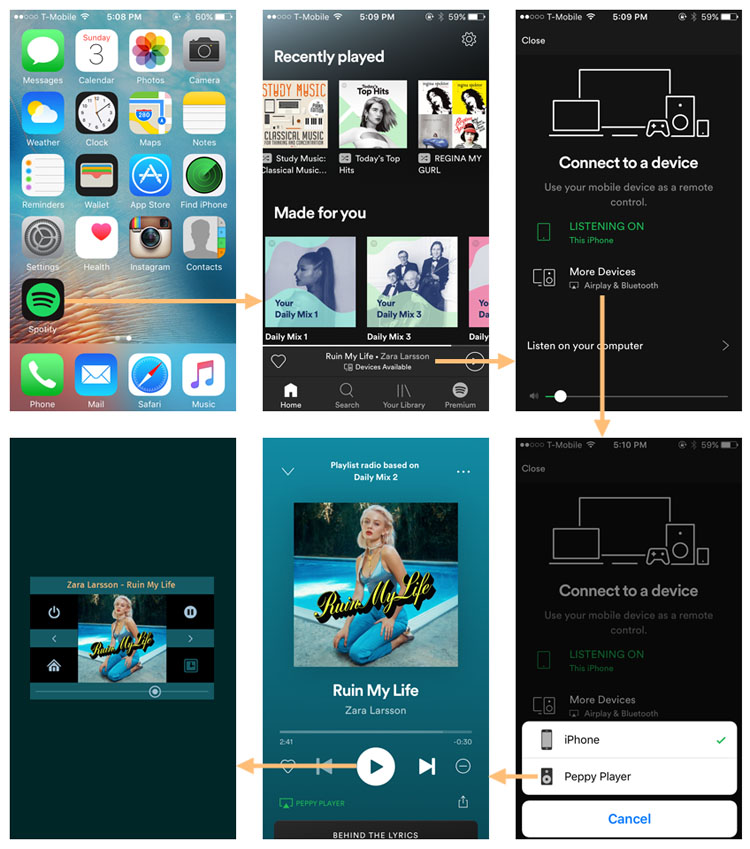 T-Mobile 5:08 PM 60%
Sunday
3
280
Messages Calendar Photos Camera
Weather Clock Maps Notes
Reminders Wallet App Store Find iPhone
Settings Health Instagram Contacts
Spotify
Phone Mail Safari Music
T-Mobile 5:09 PM 59%
Recently played
STUDY MUSIC
CLASSICAL MUSIC
FOR THINKING AND CONCENTRATION
Today's
Top Hits
regina spektor
Study Music:
Classical Music...
Today's Top
Hits
REGINA MY
GURL
Made for you
Your
Daily Mix 1
Your
Daily Mix 3
Daily Mix 1
Daily Mix 3
Daily
Ruin My Life • Zara Larsson
Devices Available
Home Search Your Library Premium
T-Mobile 5:09 PM 59%
Close
Connect to a device
Use your mobile device as a remote
control.
LISTENING ON
This iPhone
More Devices
Airplay & Bluetooth
Listen on your computer
Zara Larsson - Ruin My Life
Ruin My Life
Playlist radio based on
Daily Mix 2
Ruin My Life
Ruin My Life
Zara Larsson
2:41 -0:30
PEPPY PLAYER
BEHIND THE LYRICS
T-Mobile 5:10 PM 59%
Close
Connect to a device
Use your mobile device as a remote
control.
LISTENING ON
This iPhone
More Devices
Airplay & Bluetooth
iPhone
Peppy Player
Cancel